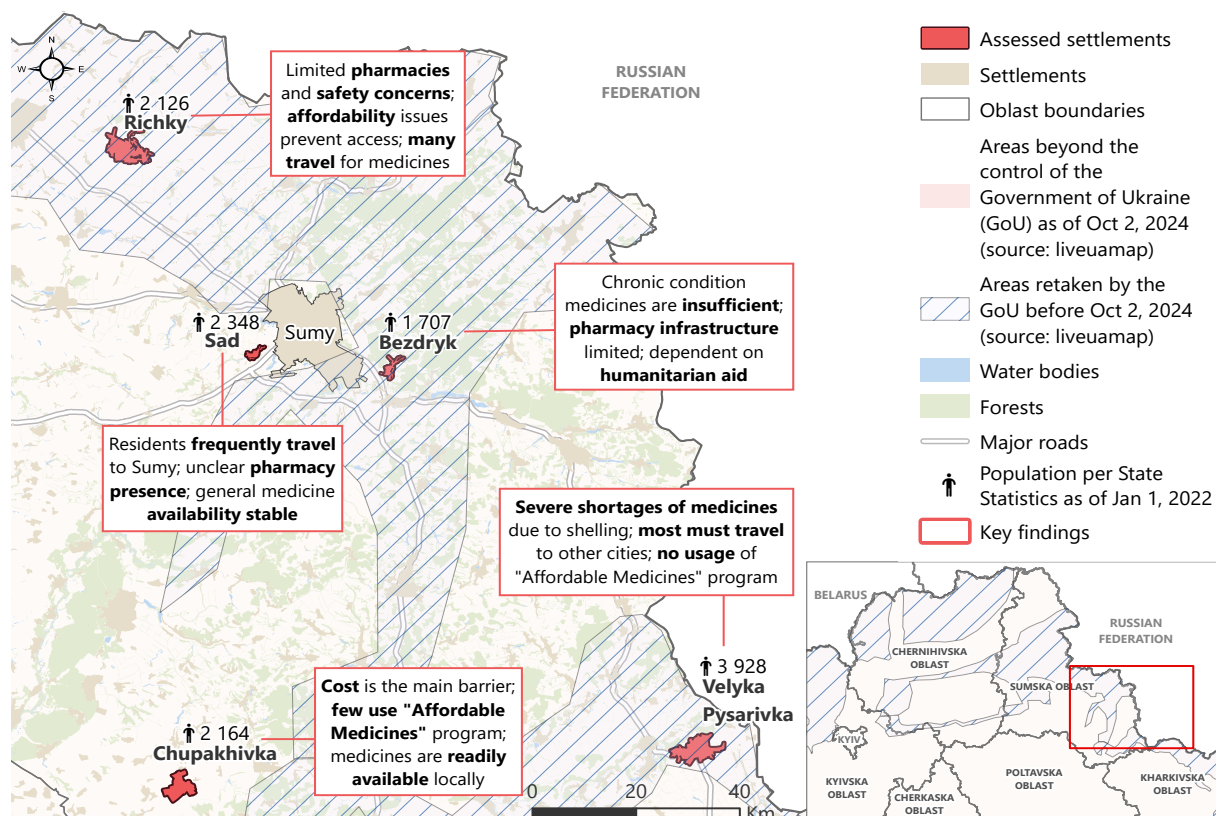 N
W
E
S
RUSSIAN
FEDERATION
2 126
Richky
Limited pharmacies
and safety concerns;
affordability issues
prevent access; many
travel for medicines
2 348
Sad
Sumy
1 707
Bezdryk
Chronic condition
medicines are insufficient;
pharmacy infrastructure
limited; dependent on
humanitarian aid
Residents frequently travel
to Sumy; unclear pharmacy
presence; general medicine
availability stable
Severe shortages of medicines
due to shelling; most must travel
to other cities; no usage of
"Affordable Medicines" program
3 928
Velyka
Pysarivka
2 164
Chupakhivka
Cost is the main barrier;
few use "Affordable
Medicines" program;
medicines are readily
available locally
0
20
40
Km
Assessed settlements
Settlements
Oblast boundaries
Areas beyond the
control of the
Government of Ukraine
(GoU) as of Oct 2, 2024
(source: liveuamap)
Areas retaken by the
GoU before Oct 2, 2024
(source: liveuamap)
Water bodies
Forests
Major roads
Population per State
Statistics as of Jan 1, 2022
Key findings
BELARUS
RUSSIAN
FEDERATION
CHERNIHIVSKA
OBLAST
SUMSKA OBLAST
KYIV
KYIVSKA
OBLAST
CHERKASKA
OBLAST
POLTAVSKA
OBLAST
KHARKIVSKA
OBLAST